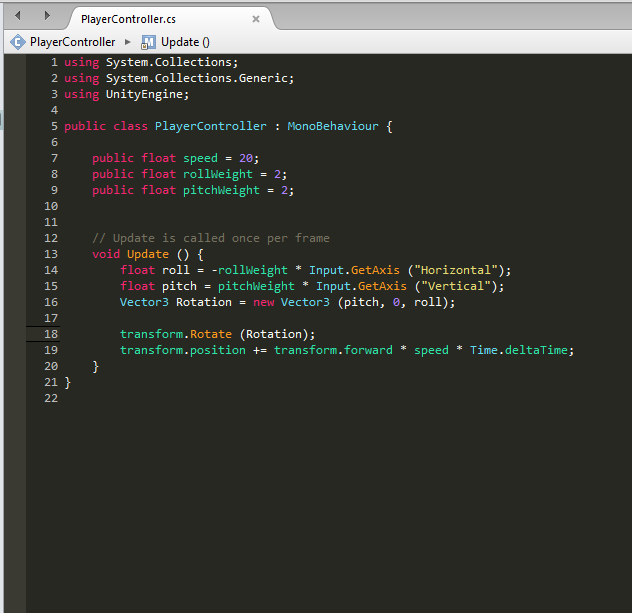 PlayerController.cs
PlayerController ▸ M Update ()
1 using System.Collections;
2 using System.Collections.Generic;
3 using UnityEngine;
4
5 public class PlayerController : MonoBehaviour {
6
7 public float speed = 20;
8 public float rollWeight = 2;
9 public float pitchWeight = 2;
10
11
12 // Update is called once per frame
13 void Update () {
14 float roll = -rollWeight * Input.GetAxis ("Horizontal");
15 float pitch = pitchWeight * Input.GetAxis ("Vertical");
16 Vector3 Rotation = new Vector3 (pitch, 0, roll);
17
18 transform.Rotate (Rotation);
19 transform.position += transform.forward * speed * Time.deltaTime;
20 }
21 }
22